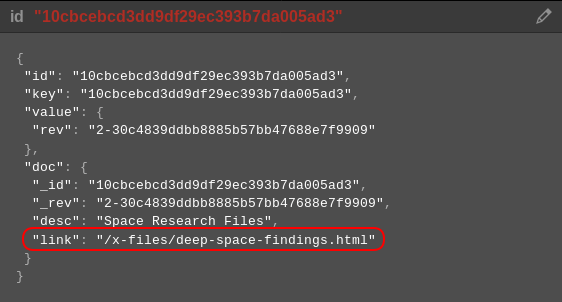 id "10cbcebcd3dd9df29ec393b7da005ad3"
{
"id": "10cbcebcd3dd9df29ec393b7da005ad3",
"key": "10cbcebcd3dd9df29ec393b7da005ad3",
"value": {
"rev": "2-30c4839ddbb8885b57bb47688e7f9909"
},
"doc": {
"_id": "10cbcebcd3dd9df29ec393b7da005ad3",
"_rev": "2-30c4839ddbb8885b57bb47688e7f9909",
"desc": "Space Research Files",
"link": "/x-files/deep-space-findings.html"
}
}